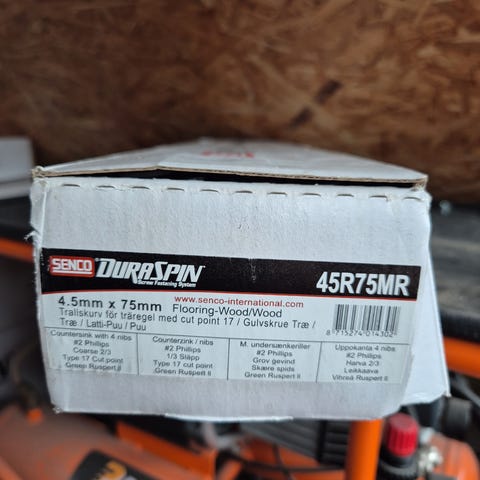 SENCO DURASPIN
Screw Fastening System
45R75MR
4.5mm x 75mm
www.senco-international.com
Flooring-Wood/Wood
Trallskurv för träregel med cut point 17 / Gulvskrue Træ /
Træ / Latti-Puu / Puu
8 715274 014302
Countersink with 4 nibs
#2 Phillips
Coarse 2/3
Type 17 Cut point
Green Ruspert II
Countersink / nibs
#2 Phillips
1/3 Släpp
Type 17 cut point
Green Ruspert II
M. undersænkeriller
#2 Phillips
Grov gevind
Skære spids
Green Ruspert II
Uppokanta 4 nibs
#2 Phillips
Harva 2/3
Leikkaava
Vihreä Ruspert II